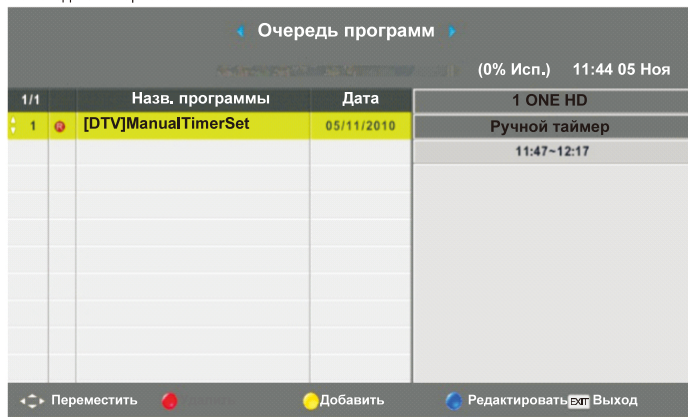 Очередь программ
(0% Исп.) 11:44 05 Ноя
1/1 Назв. программы Дата 1 ONE HD
1 R [DTV]ManualTimerSet 05/11/2010 Ручной таймер
11:47~12:17
Переместить Добавить Редактировать EXIT Выход